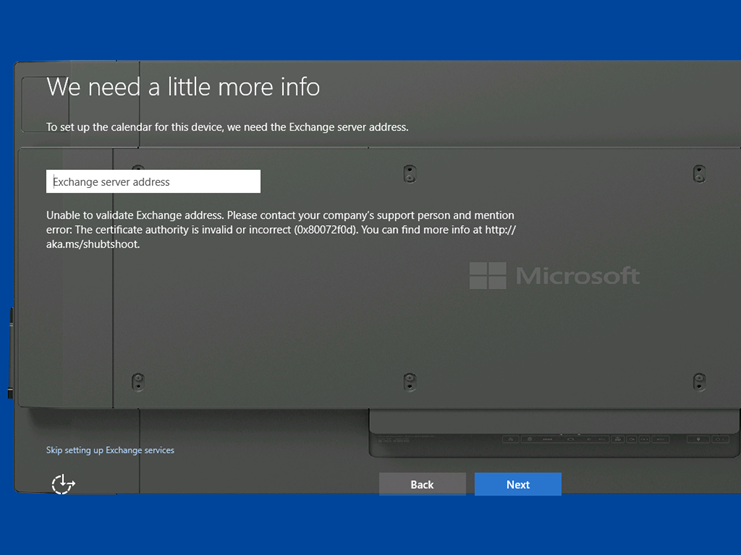 We need a little more info
To set up the calendar for this device, we need the Exchange server address.
Exchange server address
Unable to validate Exchange address. Please contact your company's support person and mention
error: The certificate authority is invalid or incorrect (0x80072f0d). You can find more info at http://
aka.ms/shubtshoot.
Microsoft
Skip setting up Exchange services
Back
Next